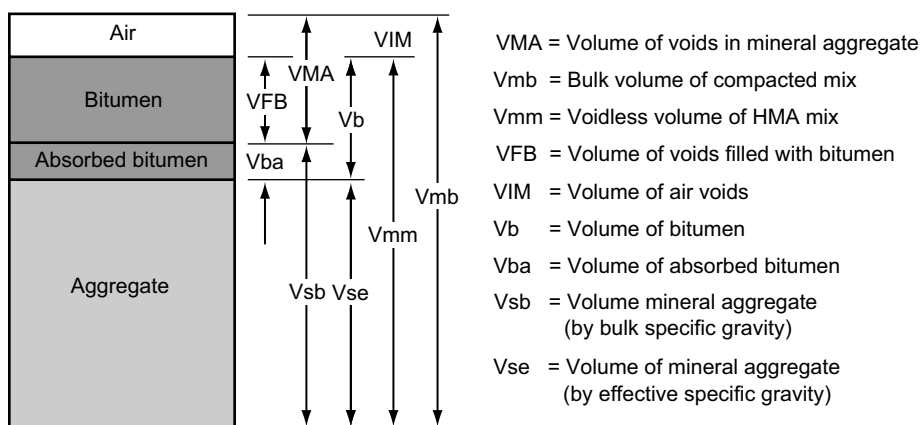 Air
Bitumen
Absorbed bitumen
Aggregate
VIM
VMA
VFB
Vb
Vba
Vmb
Vmm
Vsb
Vse
VMA = Volume of voids in mineral aggregate
Vmb = Bulk volume of compacted mix
Vmm = Voidless volume of HMA mix
VFB = Volume of voids filled with bitumen
VIM = Volume of air voids
Vb = Volume of bitumen
Vba = Volume of absorbed bitumen
Vsb = Volume mineral aggregate
(by bulk specific gravity)
Vse = Volume of mineral aggregate
(by effective specific gravity)